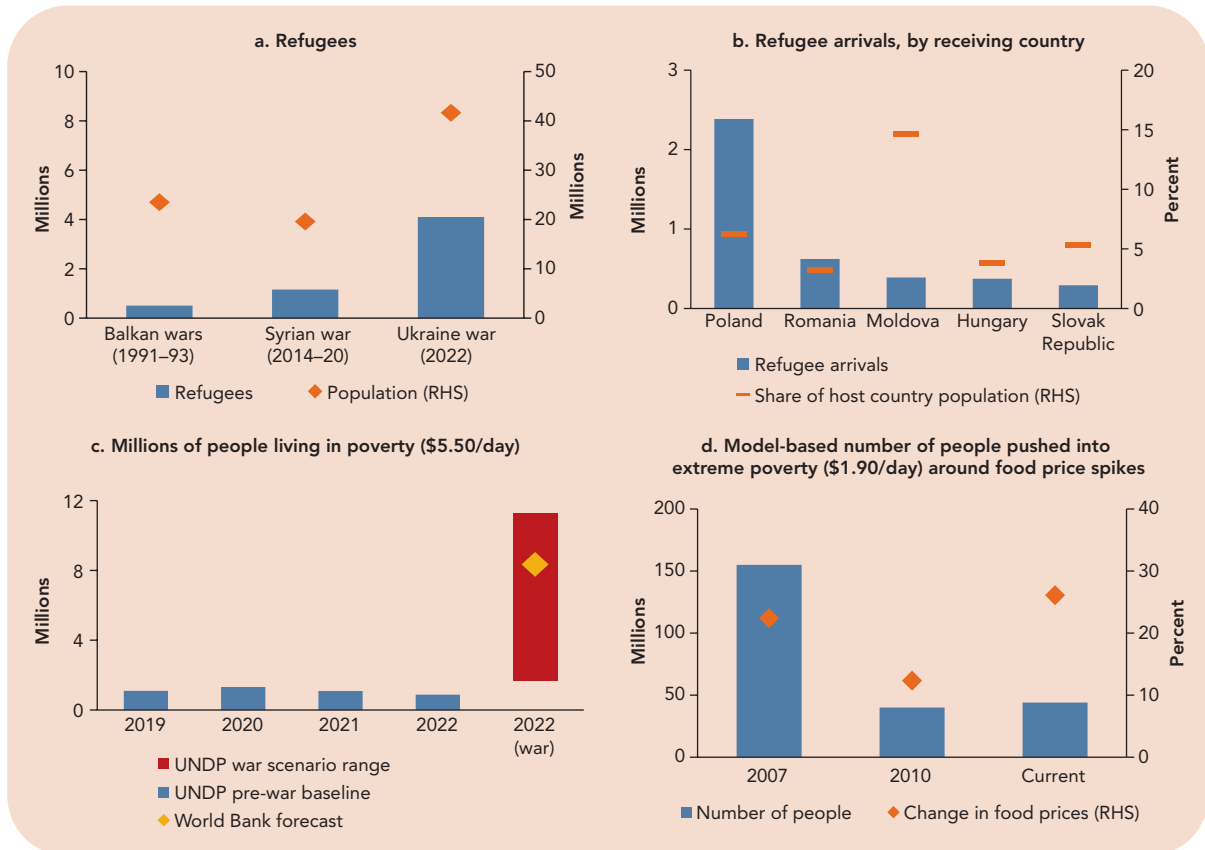 a. Refugees
10
8
6
4
2
0
Millions
50
40
30
20
10
0
Millions
Balkan wars
(1991–93)
Syrian war
(2014–20)
Ukraine war
(2022)
Refugees
Population (RHS)
b. Refugee arrivals, by receiving country
3
2
1
0
Millions
20
15
10
5
0
Percent
Poland
Romania
Moldova
Hungary
Slovak
Republic
Refugee arrivals
Share of host country population (RHS)
c. Millions of people living in poverty ($5.50/day)
12
8
4
0
Millions
2019
2020
2021
2022
2022
(war)
UNDP war scenario range
UNDP pre-war baseline
World Bank forecast
d. Model-based number of people pushed into
extreme poverty ($1.90/day) around food price spikes
200
150
100
50
0
Millions
40
30
20
10
0
Percent
2007
2010
Current
Number of people
Change in food prices (RHS)